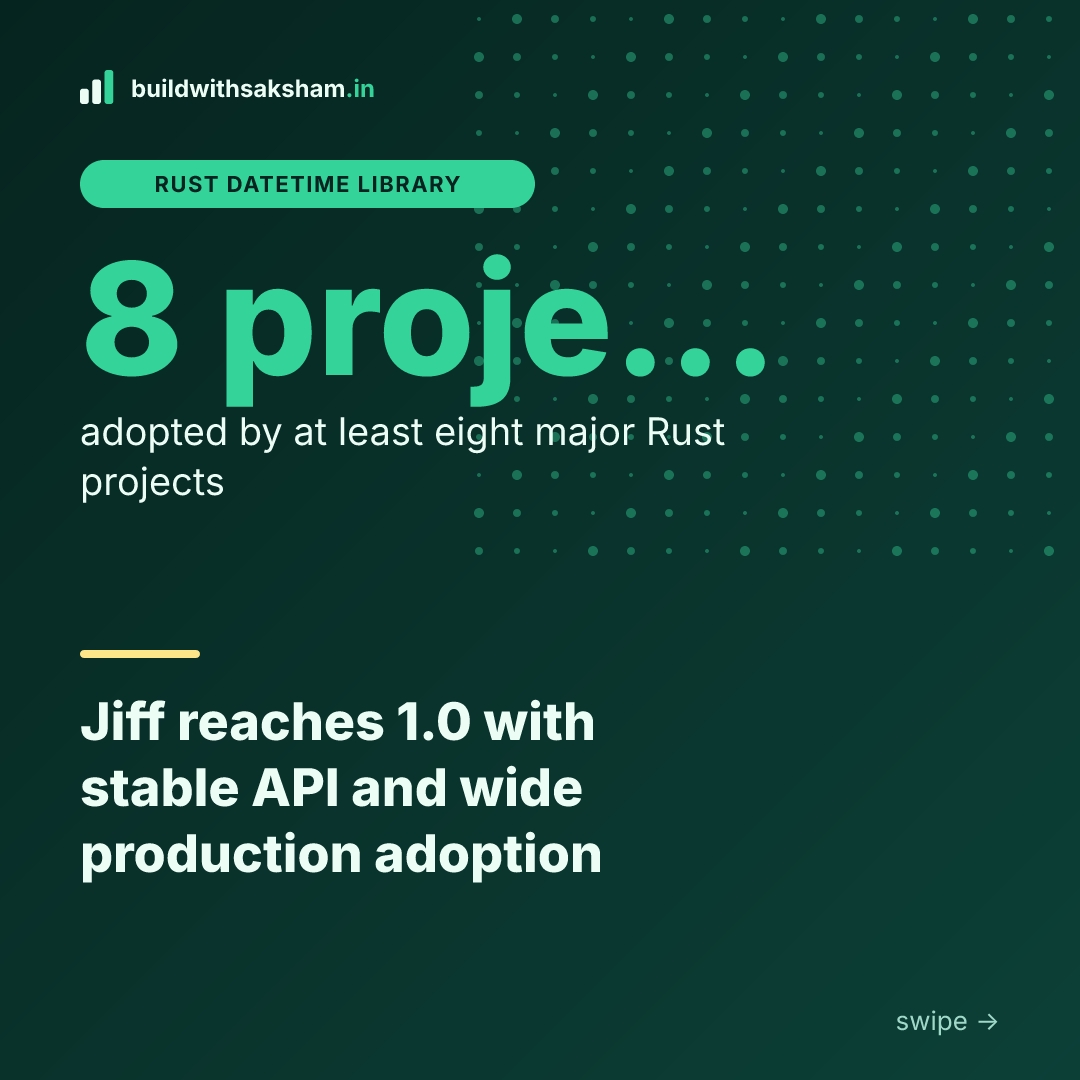 buildwithsaksham.in
RUST DATETIME LIBRARY
8 proje...
adopted by at least eight major Rust
projects
Jiff reaches 1.0 with
stable API and wide
production adoption
swipe →